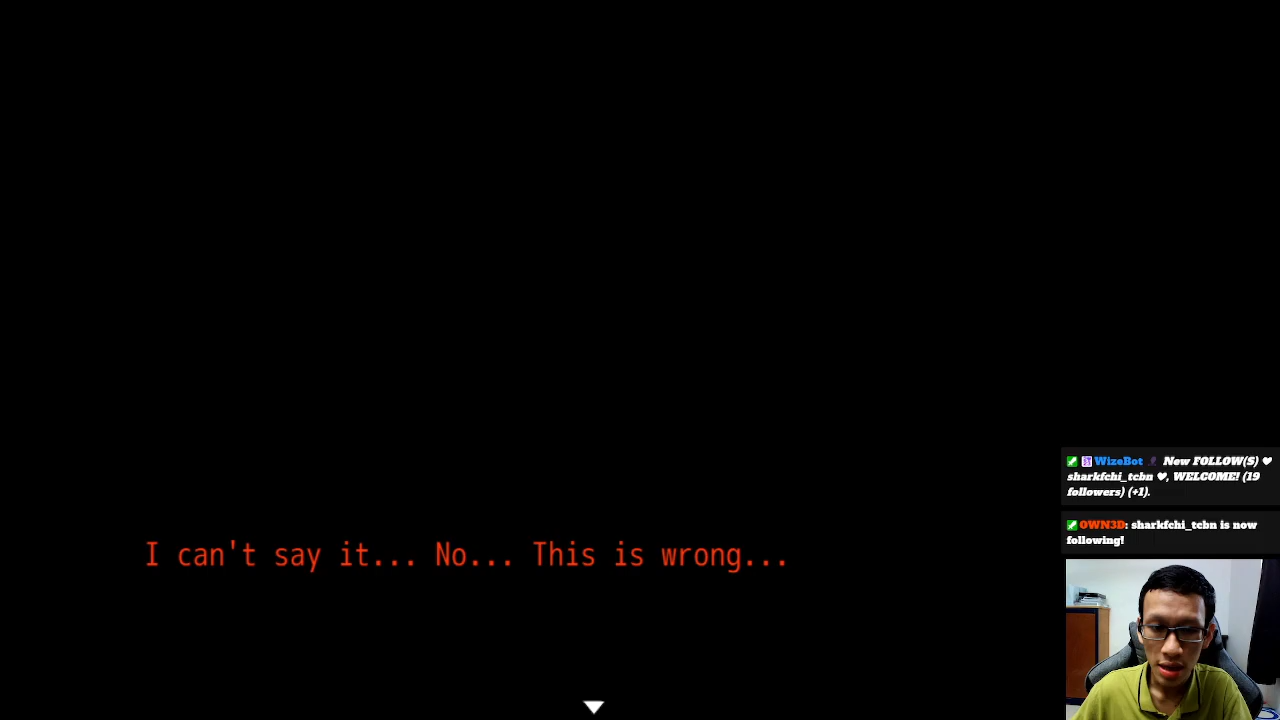 I can't say it... No... This is wrong...
WizeBot New FOLLOW(S) ♥
sharkfchi_tcbn ♥, WELCOME! (19
followers) (+1).
OWN3D: sharkfchi_tcbn is now
following!